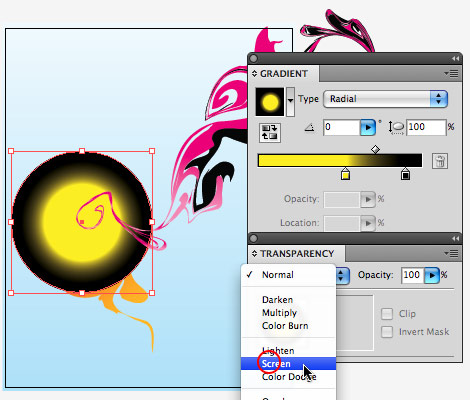 GRADIENT
Type Radial
0 ° 100 %
Opacity: %
Location: %
TRANSPARENCY
Normal
Opacity: 100 %
Darken
Multiply
Color Burn
Clip
Invert Mask
Lighten
Screen
Color Dodge